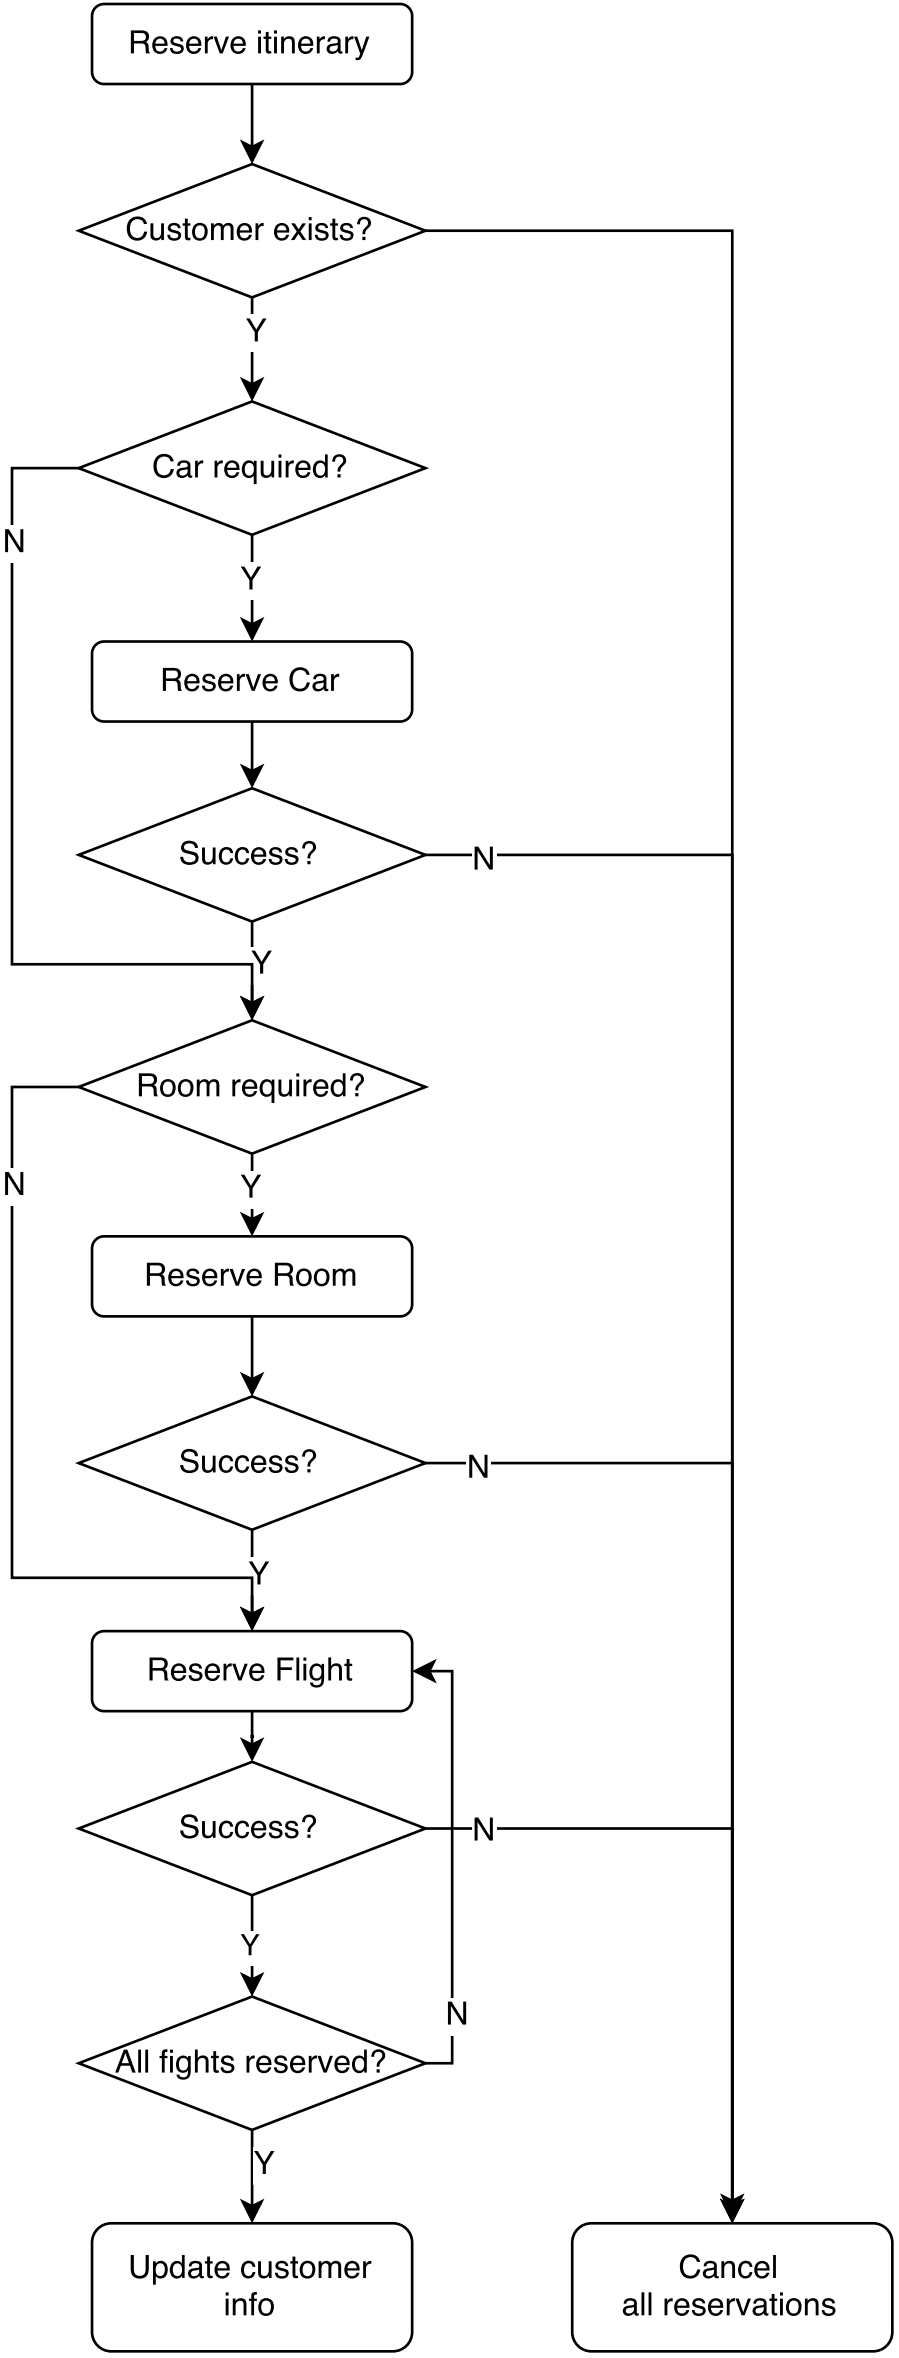 Reserve itinerary
Customer exists?
Y
Car required?
N
Y
Reserve Car
Success?
N
Y
Room required?
N
Y
Reserve Room
Success?
N
Y
Reserve Flight
Success?
N
Y
N
All fights reserved?
Y
Update customer
info
Cancel
all reservations